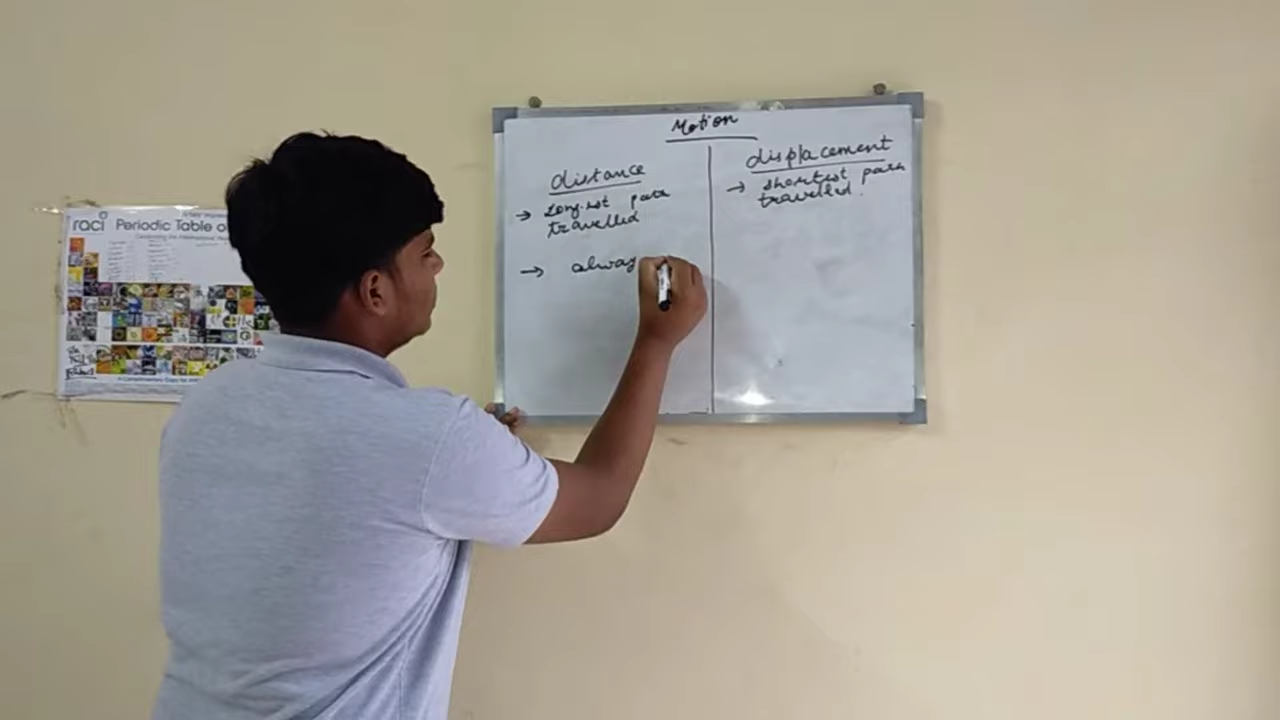 Motion
distance
→ Longest path
travelled
→ alway
displacement
→ shortest path
travelled.
raci
Periodic Table o